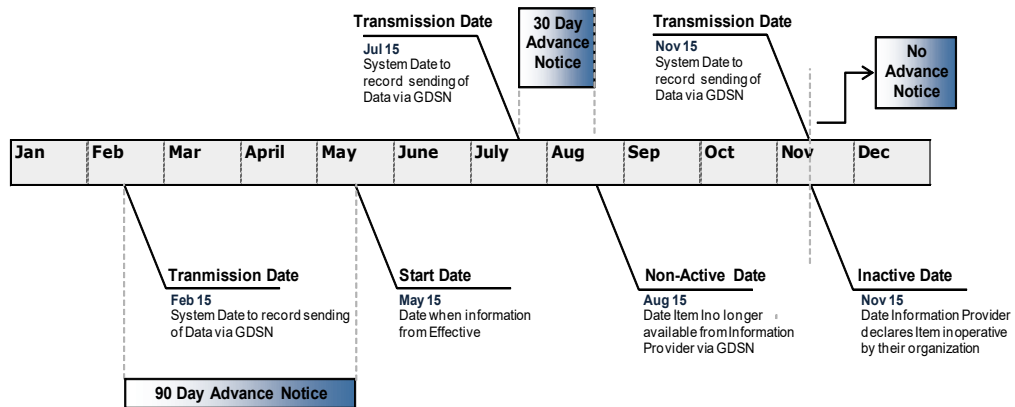 Transmission Date
Jul 15
System Date to
record sending of
Data via GDSN
30 Day
Advance
Notice
Transmission Date
Nov 15
System Date to
record sending of
Data via GDSN
No
Advance
Notice
Jan Feb Mar April May June July Aug Sep Oct Nov Dec
Tranmission Date
Feb 15
System Date to record sending
of Data via GDSN
Start Date
May 15
Date when information
from Effective
Non-Active Date
Aug 15
Date Item Ino longer
available from Information
Provider via GDSN
Inactive Date
Nov 15
Date Information Provider
declares Item inoperative
by their organization
90 Day Advance Notice